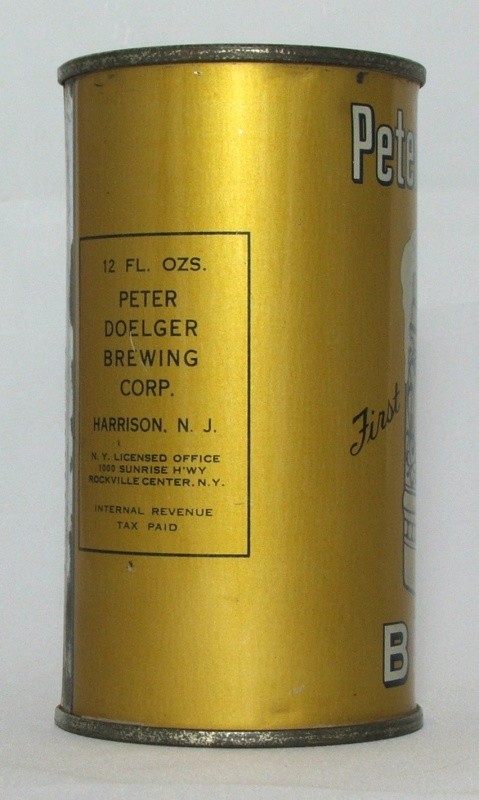 12 FL. OZS.
PETER
DOELGER
BREWING
CORP.
HARRISON, N. J.
N.Y. LICENSED OFFICE
1000 SUNRISE H'WY
ROCKVILLE CENTER, N.Y.
INTERNAL REVENUE
TAX PAID
Pete
First
B